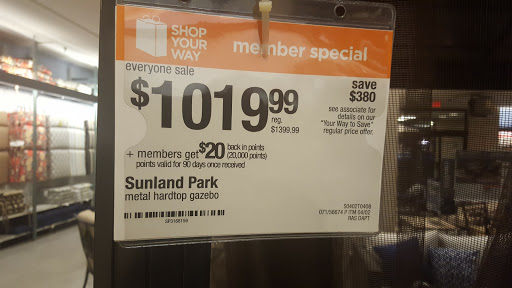 SHOP
YOUR
WAY
member special
everyone sale
$1019.99
reg.
$1399.99
save
$380
see associate for
details on our
"Your Way to Save"
regular price offer.
+ members get $20 back in points
(20,000 points)
points valid for 90 days once received
Sunland Park
metal hardtop gazebo